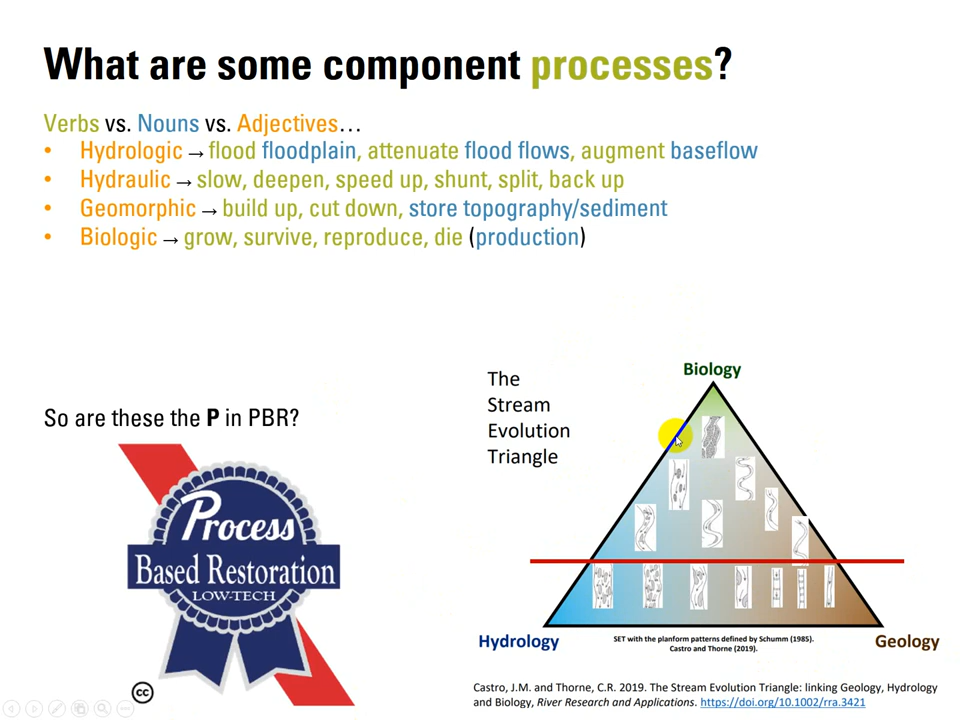 What are some component processes?
Verbs vs. Nouns vs. Adjectives…
• Hydrologic → flood floodplain, attenuate flood flows, augment baseflow
• Hydraulic → slow, deepen, speed up, shunt, split, back up
• Geomorphic → build up, cut down, store topography/sediment
• Biologic → grow, survive, reproduce, die (production)
So are these the P in PBR?
Process
Based Restoration
LOW-TECH
cc
The
Stream
Evolution
Triangle
Biology
Hydrology
Geology
SET with the planform patterns defined by Schumm (1985).
Castro and Thorne (2019).
Castro, J.M. and Thorne, C.R. 2019. The Stream Evolution Triangle: linking Geology, Hydrology
and Biology, River Research and Applications. https://doi.org/10.1002/rra.3421